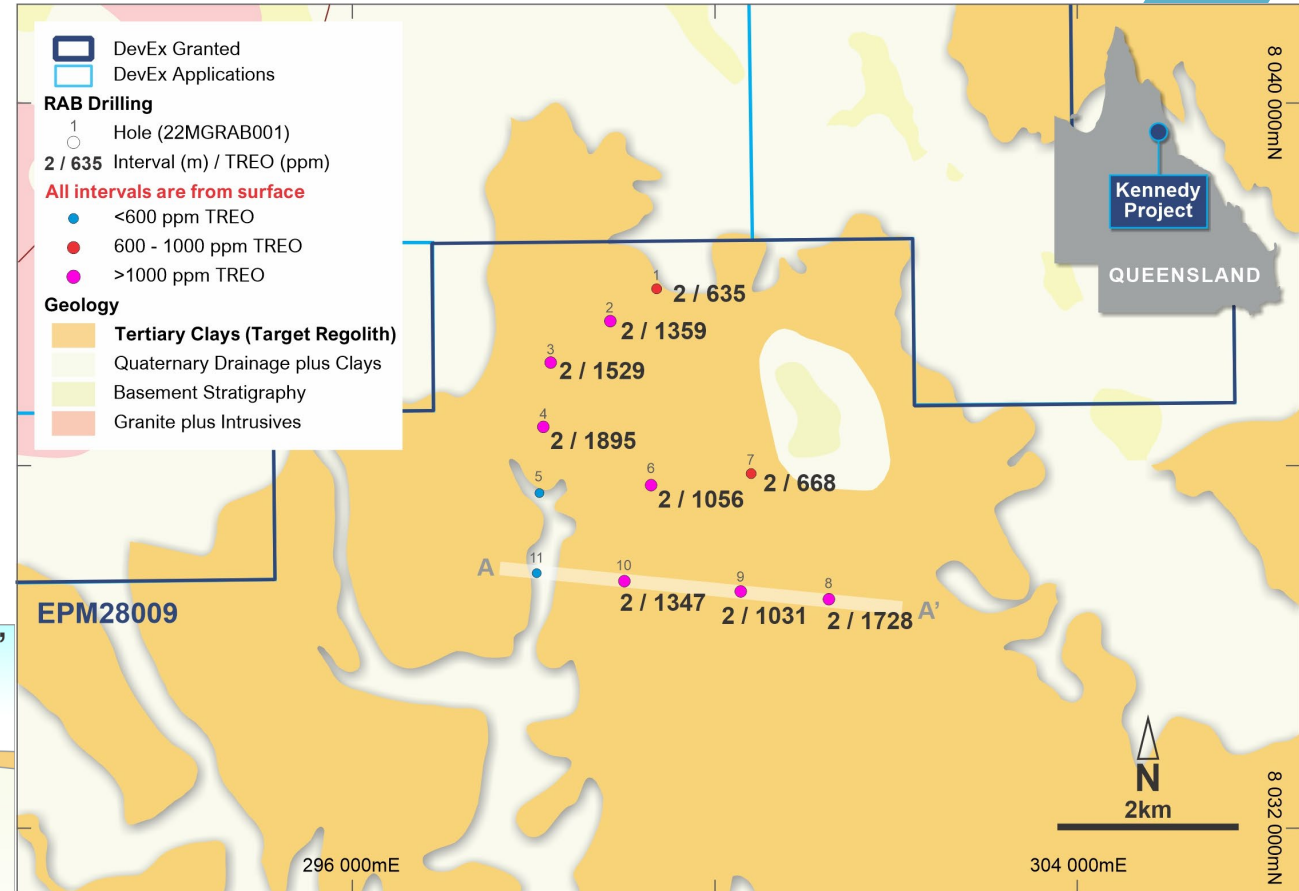 DevEx Granted
DevEx Applications
RAB Drilling
1
Hole (22MGRAB001)
2 / 635 Interval (m) / TREO (ppm)
All intervals are from surface
<600 ppm TREO
600 - 1000 ppm TREO
>1000 ppm TREO
Geology
Tertiary Clays (Target Regolith)
Quaternary Drainage plus Clays
Basement Stratigraphy
Granite plus Intrusives
8 040 000mN
Kennedy
Project
QUEENSLAND
1
2 / 635
2
2 / 1359
3
2 / 1529
4
2 / 1895
5
6
2 / 1056
7
2 / 668
A
11
10
2 / 1347
9
2 / 1031
8
2 / 1728
A'
EPM28009
'
N
2km
8 032 000mN
296 000mE
304 000mE